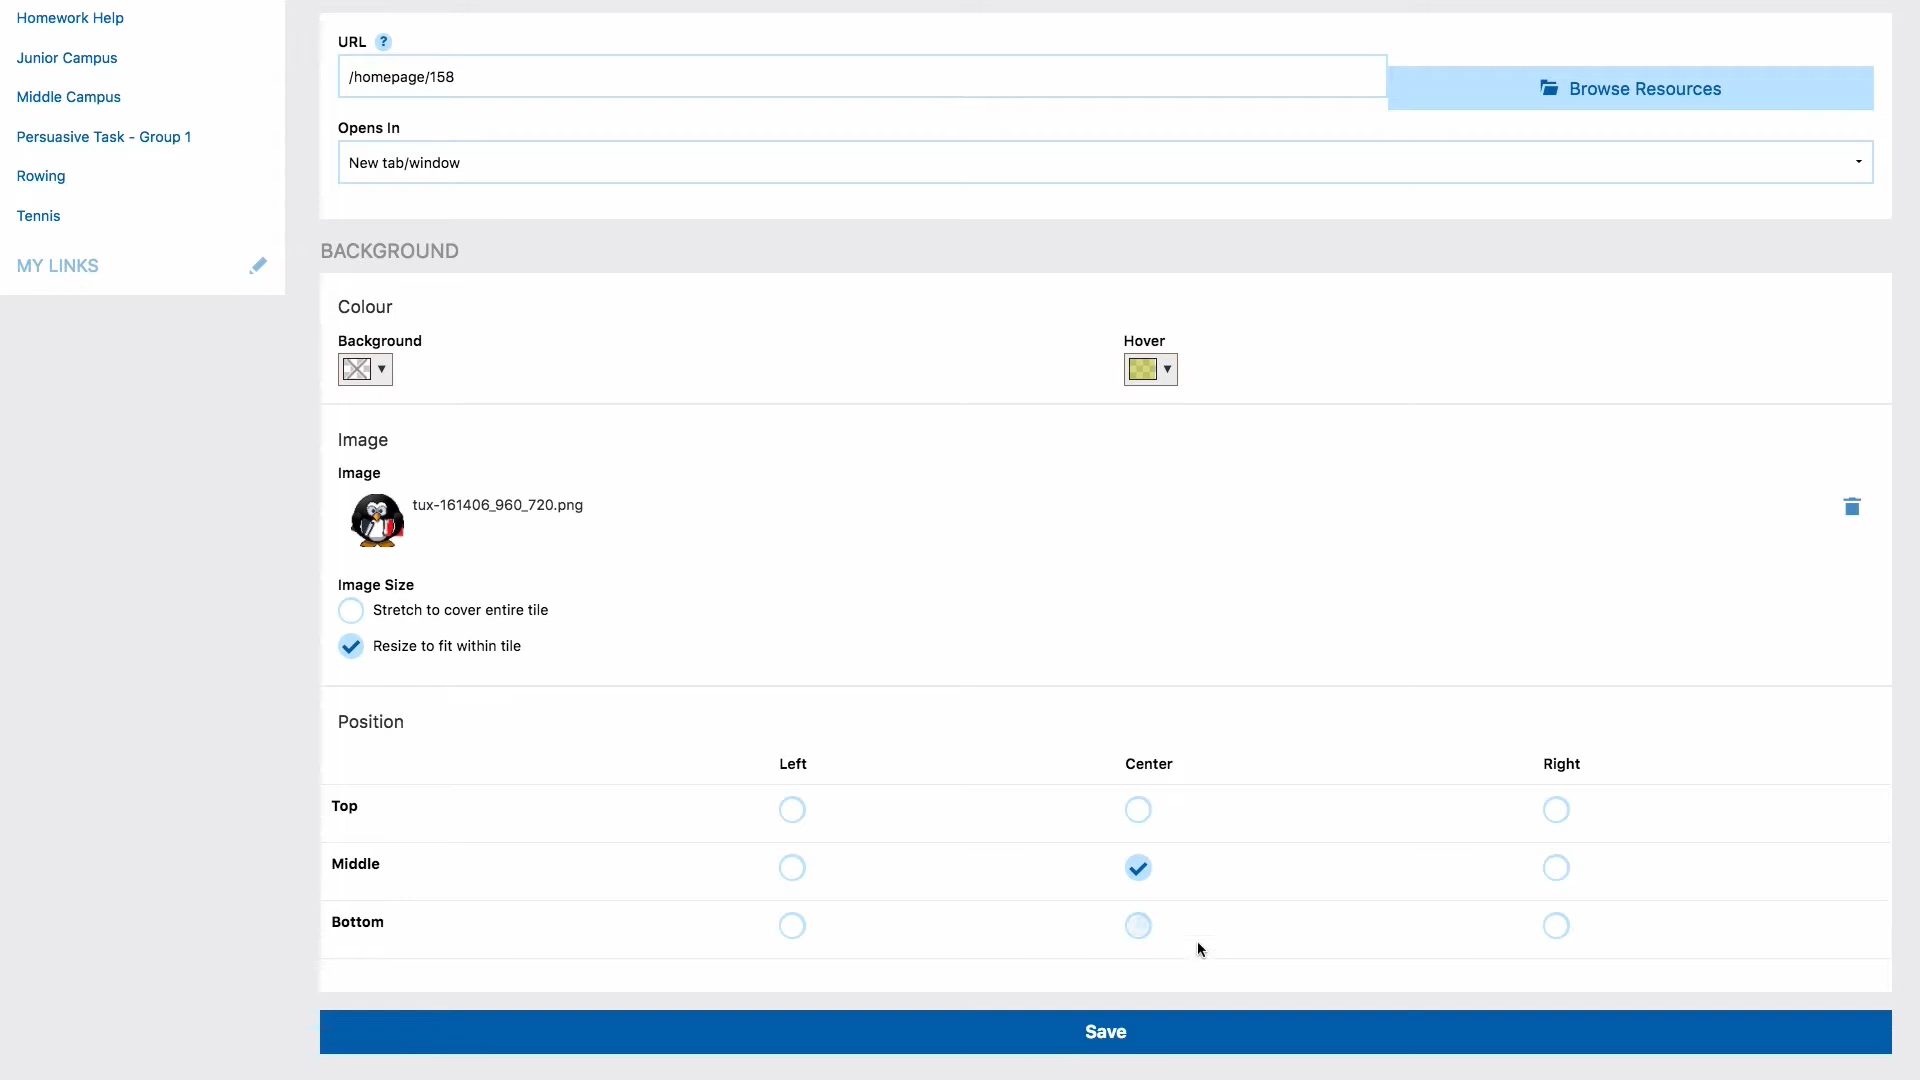 Homework Help
Junior Campus
Middle Campus
Persuasive Task - Group 1
Rowing
Tennis
MY LINKS
URL ?
/homepage/158
Browse Resources
Opens In
New tab/window
BACKGROUND
Colour
Background Hover
Image
Image
tux-161406_960_720.png
Image Size
Stretch to cover entire tile
Resize to fit within tile
Position
Left Center Right
Top
Middle
Bottom
Save